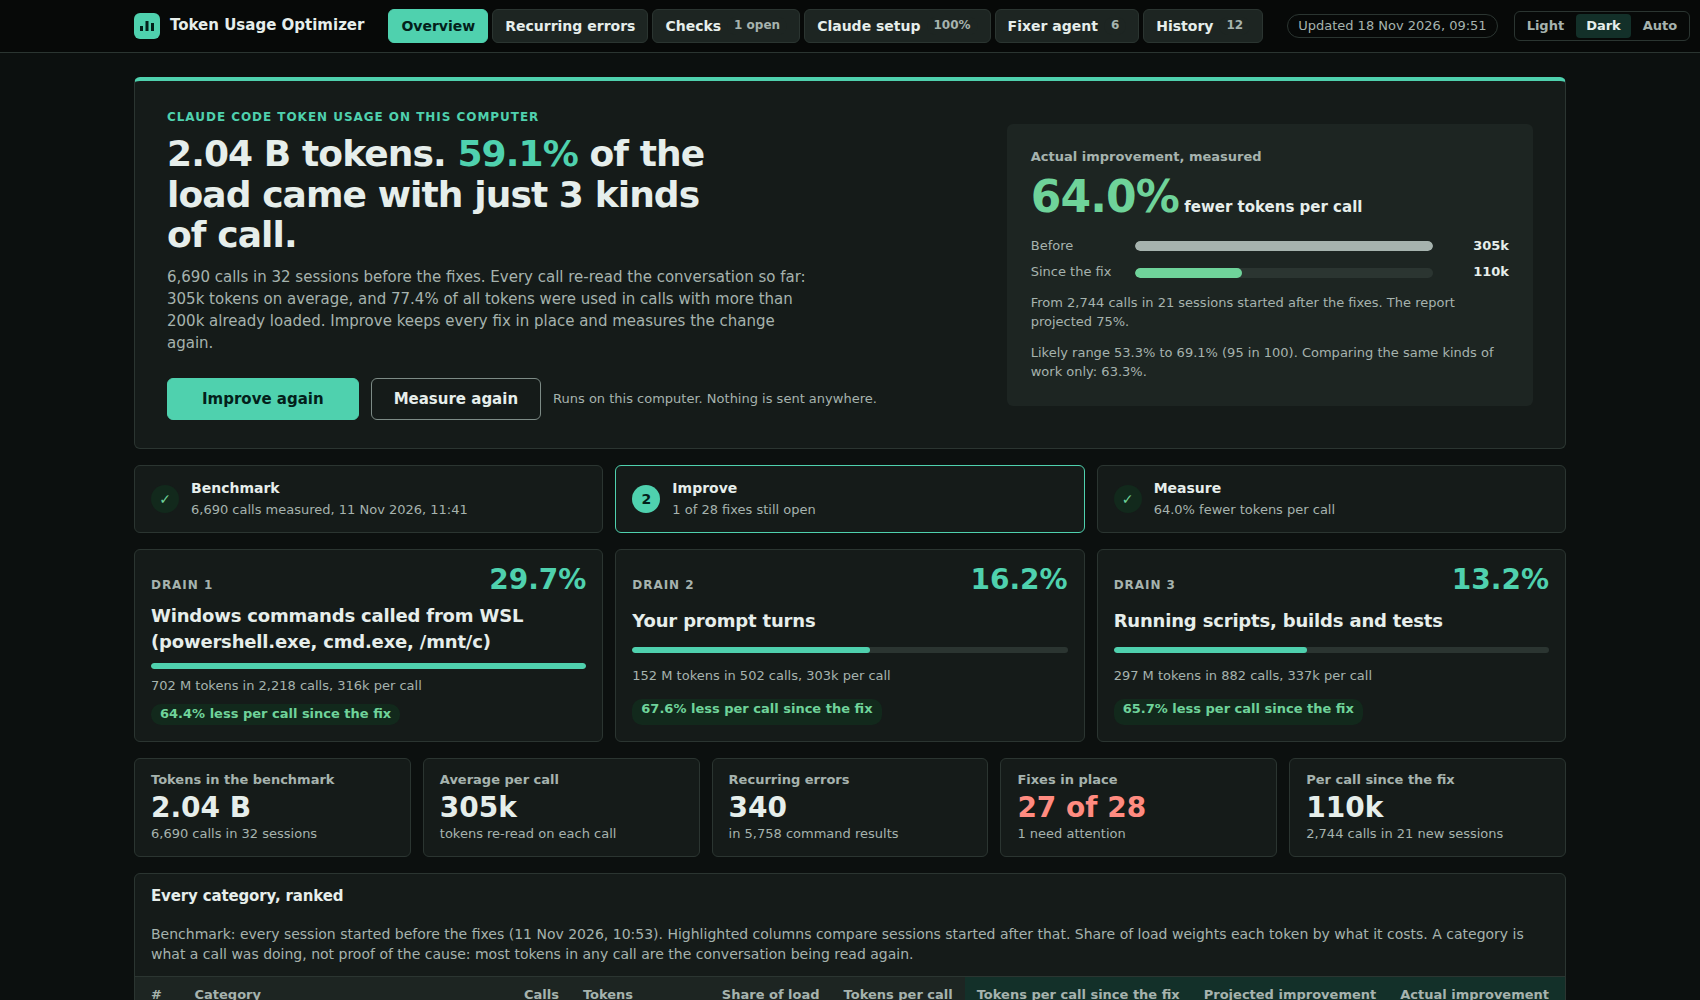 Token Usage Optimizer
Overview
Recurring errors
Checks 1 open
Claude setup 100%
Fixer agent 6
History 12
Updated 18 Nov 2026, 09:51
Light
Dark
Auto
CLAUDE CODE TOKEN USAGE ON THIS COMPUTER
2.04 B tokens. 59.1% of the
load came with just 3 kinds
of call.
6,690 calls in 32 sessions before the fixes. Every call re-read the conversation so far:
305k tokens on average, and 77.4% of all tokens were used in calls with more than
200k already loaded. Improve keeps every fix in place and measures the change
again.
Improve again
Measure again
Runs on this computer. Nothing is sent anywhere.
Actual improvement, measured
64.0% fewer tokens per call
Before 305k
Since the fix 110k
From 2,744 calls in 21 sessions started after the fixes. The report
projected 75%.
Likely range 53.3% to 69.1% (95 in 100). Comparing the same kinds of
work only: 63.3%.
✓
Benchmark
6,690 calls measured, 11 Nov 2026, 11:41
2
Improve
1 of 28 fixes still open
✓
Measure
64.0% fewer tokens per call
DRAIN 1 29.7%
Windows commands called from WSL
(powershell.exe, cmd.exe, /mnt/c)
702 M tokens in 2,218 calls, 316k per call
64.4% less per call since the fix
DRAIN 2 16.2%
Your prompt turns
152 M tokens in 502 calls, 303k per call
67.6% less per call since the fix
DRAIN 3 13.2%
Running scripts, builds and tests
297 M tokens in 882 calls, 337k per call
65.7% less per call since the fix
Tokens in the benchmark
2.04 B
6,690 calls in 32 sessions
Average per call
305k
tokens re-read on each call
Recurring errors
340
in 5,758 command results
Fixes in place
27 of 28
1 need attention
Per call since the fix
110k
2,744 calls in 21 new sessions
Every category, ranked
Benchmark: every session started before the fixes (11 Nov 2026, 10:53). Highlighted columns compare sessions started after that. Share of load weights each token by what it costs. A category is
what a call was doing, not proof of the cause: most tokens in any call are the conversation being read again.
# Category Calls Tokens Share of load Tokens per call Tokens per call since the fix Projected improvement Actual improvement